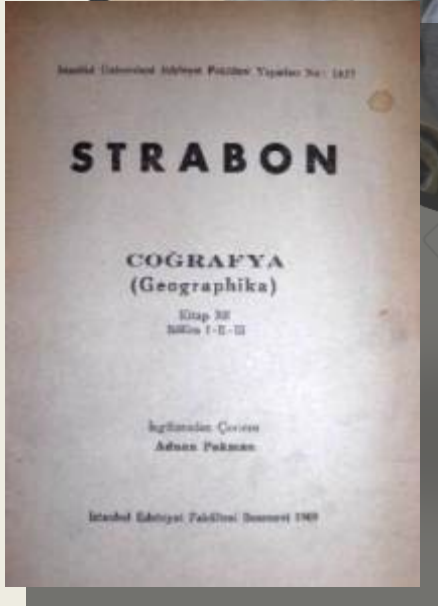 İstanbul Üniversitesi Edebiyat Fakültesi Yayınları No: 1437
STRABON
COĞRAFYA
(Geographika)
Kitap XII
Bölüm I-II-III
İngilizceden Çeviren
Adnan Pekman
İstanbul Edebiyat Fakültesi Basımevi 1969